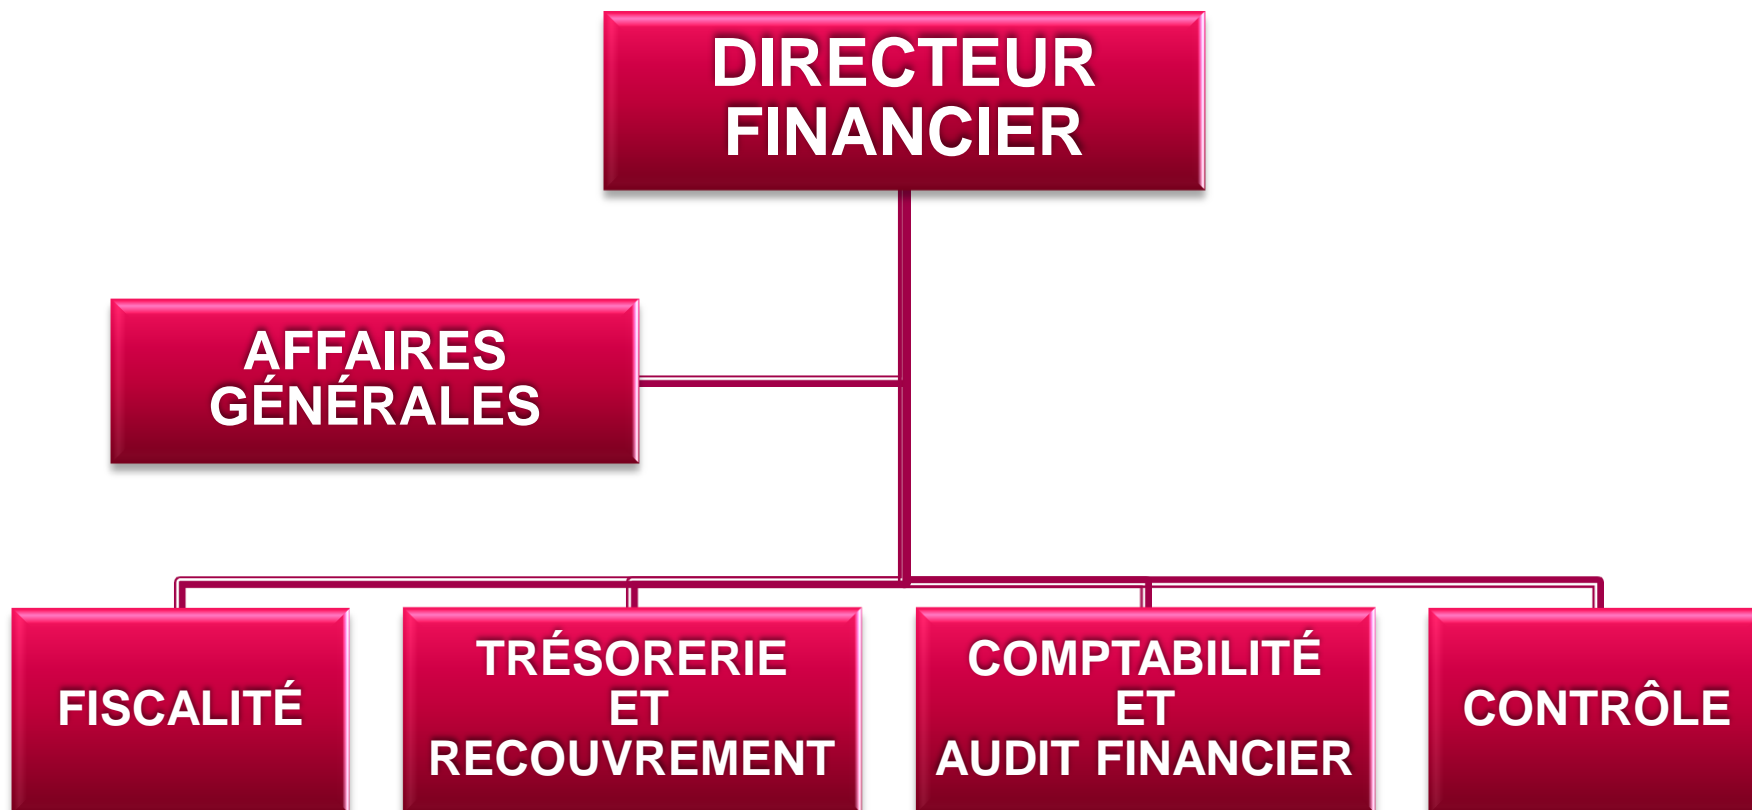 DIRECTEUR
FINANCIER
AFFAIRES
GÉNÉRALES
FISCALITÉ
TRÉSORERIE
ET
RECOUVREMENT
COMPTABILITÉ
ET
AUDIT FINANCIER
CONTRÔLE